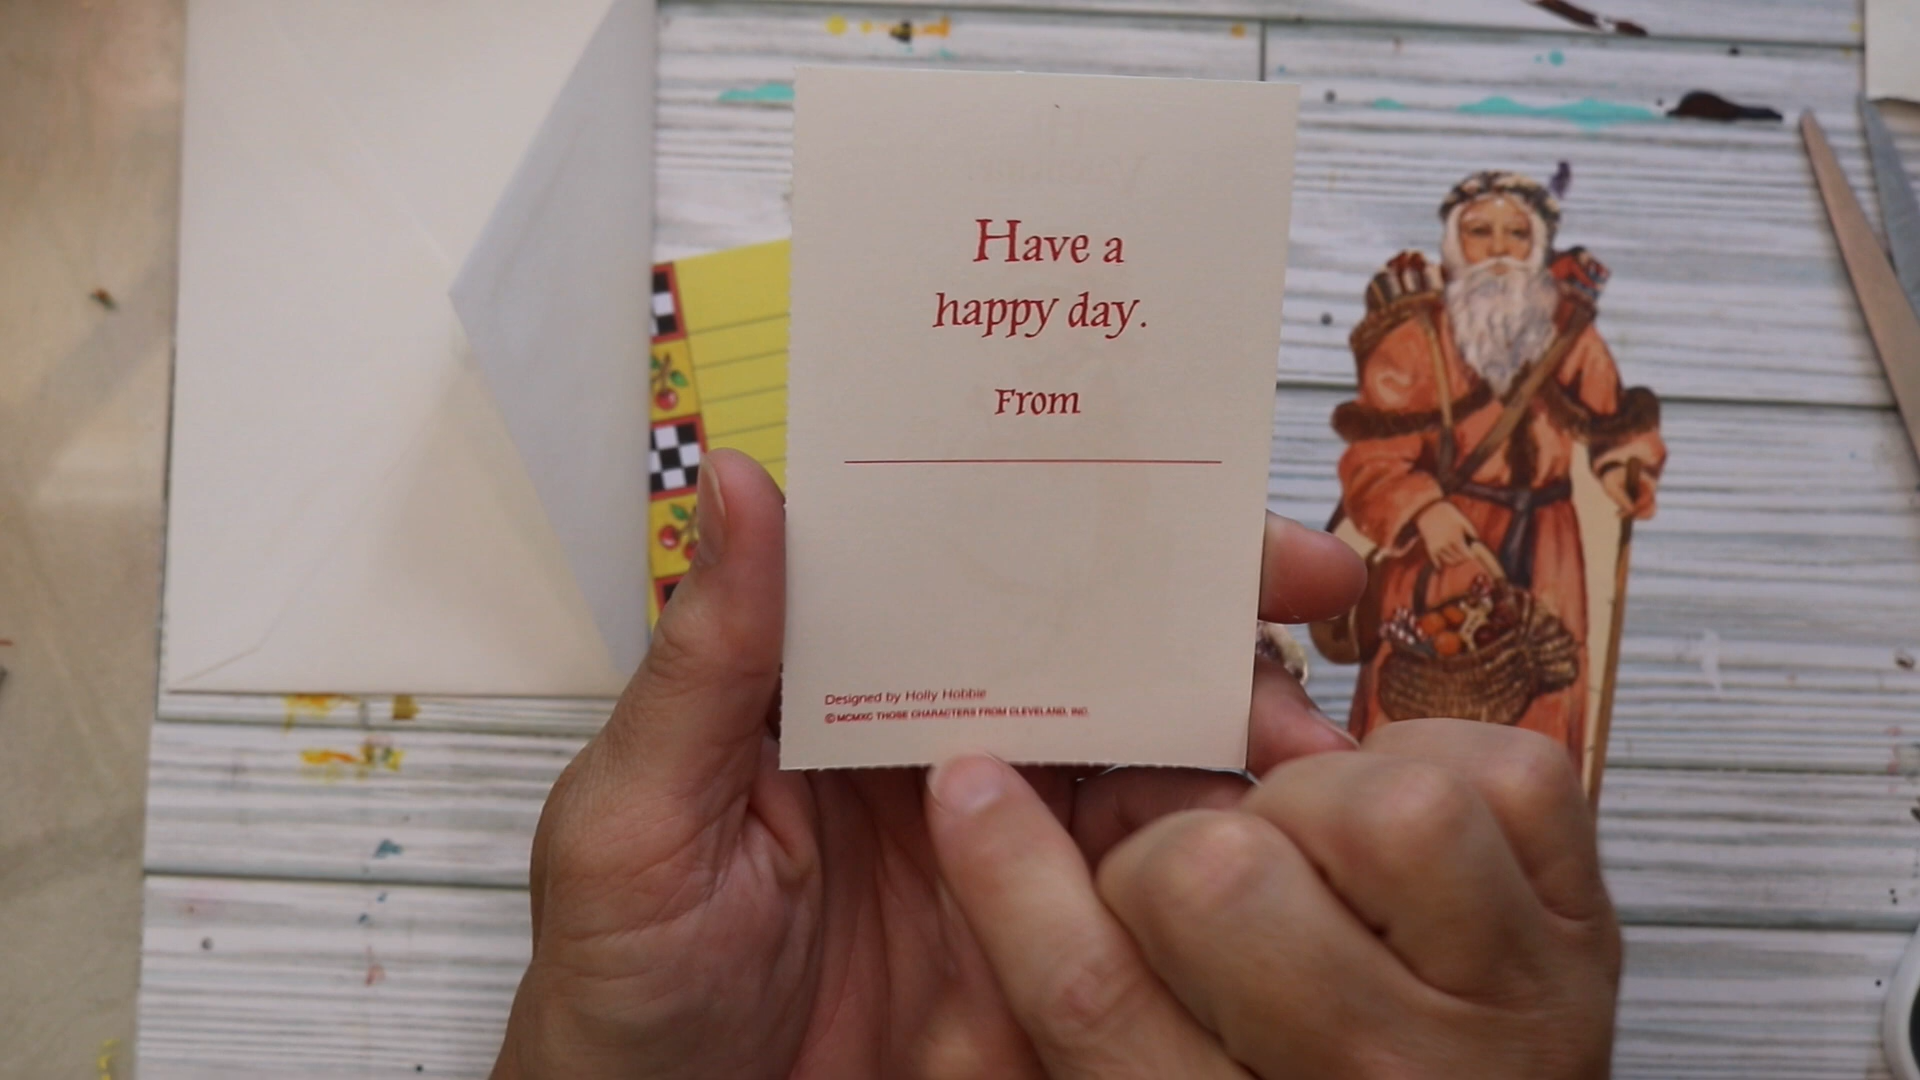 Have a
happy day.
From
Designed by Holly Hobbie
© MCMXC THOSE CHARACTERS FROM CLEVELAND, INC.